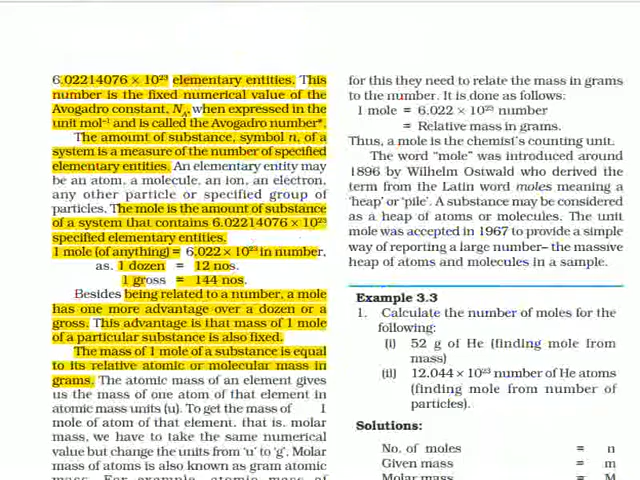 6.02214076 × 10²³ elementary entities. This
number is the fixed numerical value of the
Avogadro constant, N_A, when expressed in the
unit mol⁻¹ and is called the Avogadro number*.
The amount of substance, symbol n, of a
system is a measure of the number of specified
elementary entities. An elementary entity may
be an atom, a molecule, an ion, an electron,
any other particle or specified group of
particles. The mole is the amount of substance
of a system that contains 6.02214076 × 10²³
specified elementary entities.
1 mole (of anything) = 6.022 × 10²³ in number,
as, 1 dozen = 12 nos.
1 gross = 144 nos.
Besides being related to a number, a mole
has one more advantage over a dozen or a
gross. This advantage is that mass of 1 mole
of a particular substance is also fixed.
The mass of 1 mole of a substance is equal
to its relative atomic or molecular mass in
grams. The atomic mass of an element gives
us the mass of one atom of that element in
atomic mass units (u). To get the mass of 1
mole of atom of that element, that is, molar
mass, we have to take the same numerical
value but change the units from 'u' to 'g'. Molar
mass of atoms is also known as gram atomic
mass. For example, atomic mass of
for this they need to relate the mass in grams
to the number. It is done as follows:
1 mole = 6.022 × 10²³ number
= Relative mass in grams.
Thus, a mole is the chemist's counting unit.
The word “mole” was introduced around
1896 by Wilhelm Ostwald who derived the
term from the Latin word moles meaning a
'heap' or 'pile'. A substance may be considered
as a heap of atoms or molecules. The unit
mole was accepted in 1967 to provide a simple
way of reporting a large number– the massive
heap of atoms and molecules in a sample.
Example 3.3
1. Calculate the number of moles for the
following:
(i) 52 g of He (finding mole from
mass)
(ii) 12.044 × 10²³ number of He atoms
(finding mole from number of
particles).
Solutions:
No. of moles = n
Given mass = m
Molar mass = M